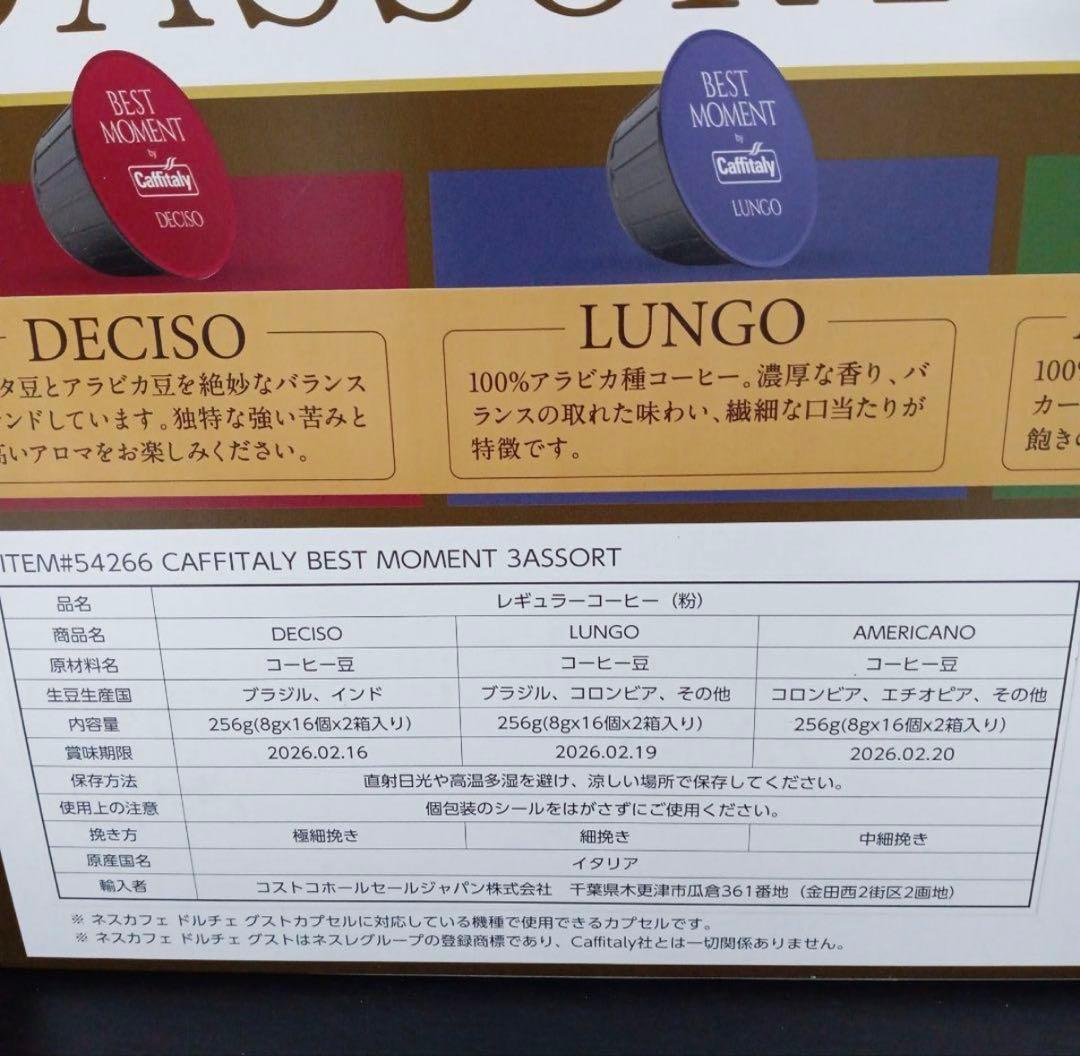 BEST
MOMENT
by
Caffitaly
DECISO
BEST
MOMENT
by
Caffitaly
LUNGO
DECISO
タ豆とアラビカ豆を絶妙なバランス
ンドしています。独特な強い苦みと
高いアロマをお楽しみください。
LUNGO
100%アラビカ種コーヒー。濃厚な香り、バ
ランスの取れた味わい、繊細な口当たりが
特徴です。
100%
カー
飽きの
ITEM#54266 CAFFITALY BEST MOMENT 3ASSORT
品名 レギュラーコーヒー（粉）
商品名 DECISO LUNGO AMERICANO
原材料名 コーヒー豆 コーヒー豆 コーヒー豆
生豆生産国 ブラジル、インド ブラジル、コロンビア、その他 コロンビア、エチオピア、その他
内容量 256g(8gx16個x2箱入り) 256g(8gx16個x2箱入り) 256g(8gx16個x2箱入り)
賞味期限 2026.02.16 2026.02.19 2026.02.20
保存方法 直射日光や高温多湿を避け、涼しい場所で保存してください。
使用上の注意 個包装のシールをはがさずにご使用ください。
挽き方 極細挽き 細挽き 中細挽き
原産国名 イタリア
輸入者 コストコホールセールジャパン株式会社 千葉県木更津市瓜倉361番地（金田西2街区2画地）
※ ネスカフェ ドルチェ グストカプセルに対応している機種で使用できるカプセルです。
※ ネスカフェ ドルチェ グストはネスレグループの登録商標であり、Caffitaly社とは一切関係ありません。